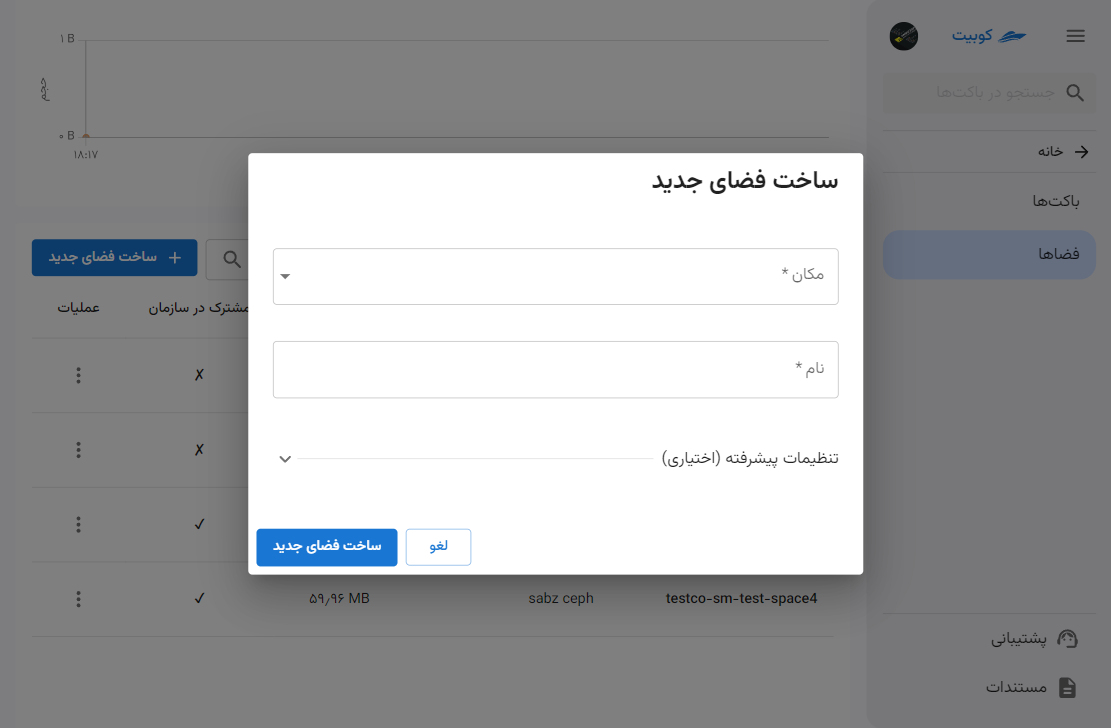 کوبیت
جستجو در باکت‌ها
خانه
باکت‌ها
فضاها
پشتیبانی
مستندات
۱ B
حجم
۰ B
۱۸:۱۷
ساخت فضای جدید
مشترک در سازمان
عملیات
✗
✗
✓
testco-sm-test-space4
sabz ceph
۵۹٫۹۶ MB
✓
ساخت فضای جدید
مکان *
نام *
تنظیمات پیشرفته (اختیاری)
لغو
ساخت فضای جدید